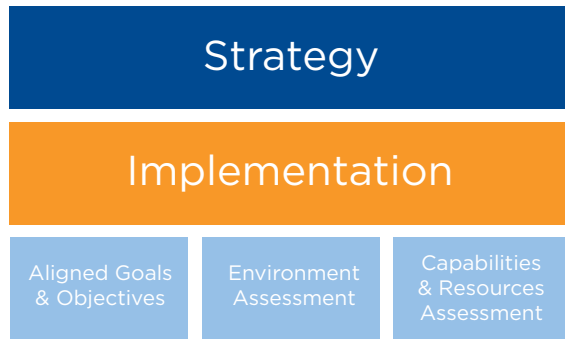 Strategy
Implementation
Aligned Goals
& Objectives
Environment
Assessment
Capabilities
& Resources
Assessment